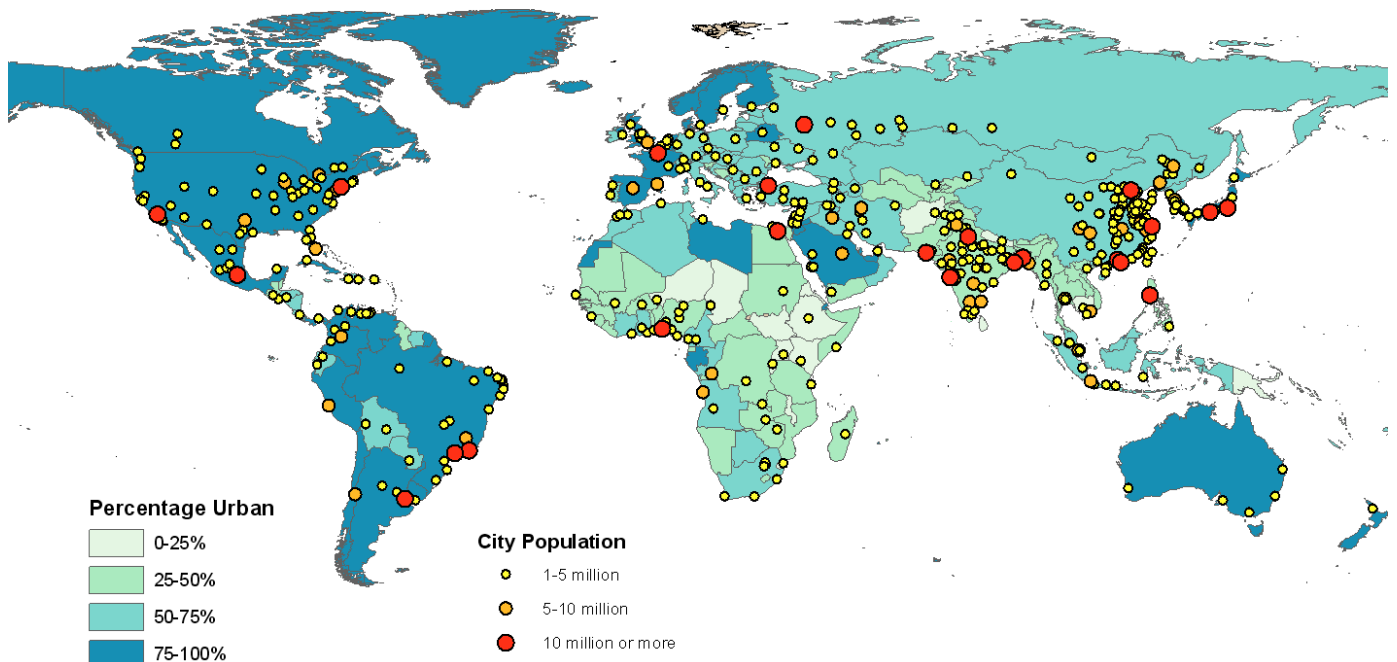 Percentage Urban
0-25%
25-50%
50-75%
75-100%
City Population
1-5 million
5-10 million
10 million or more